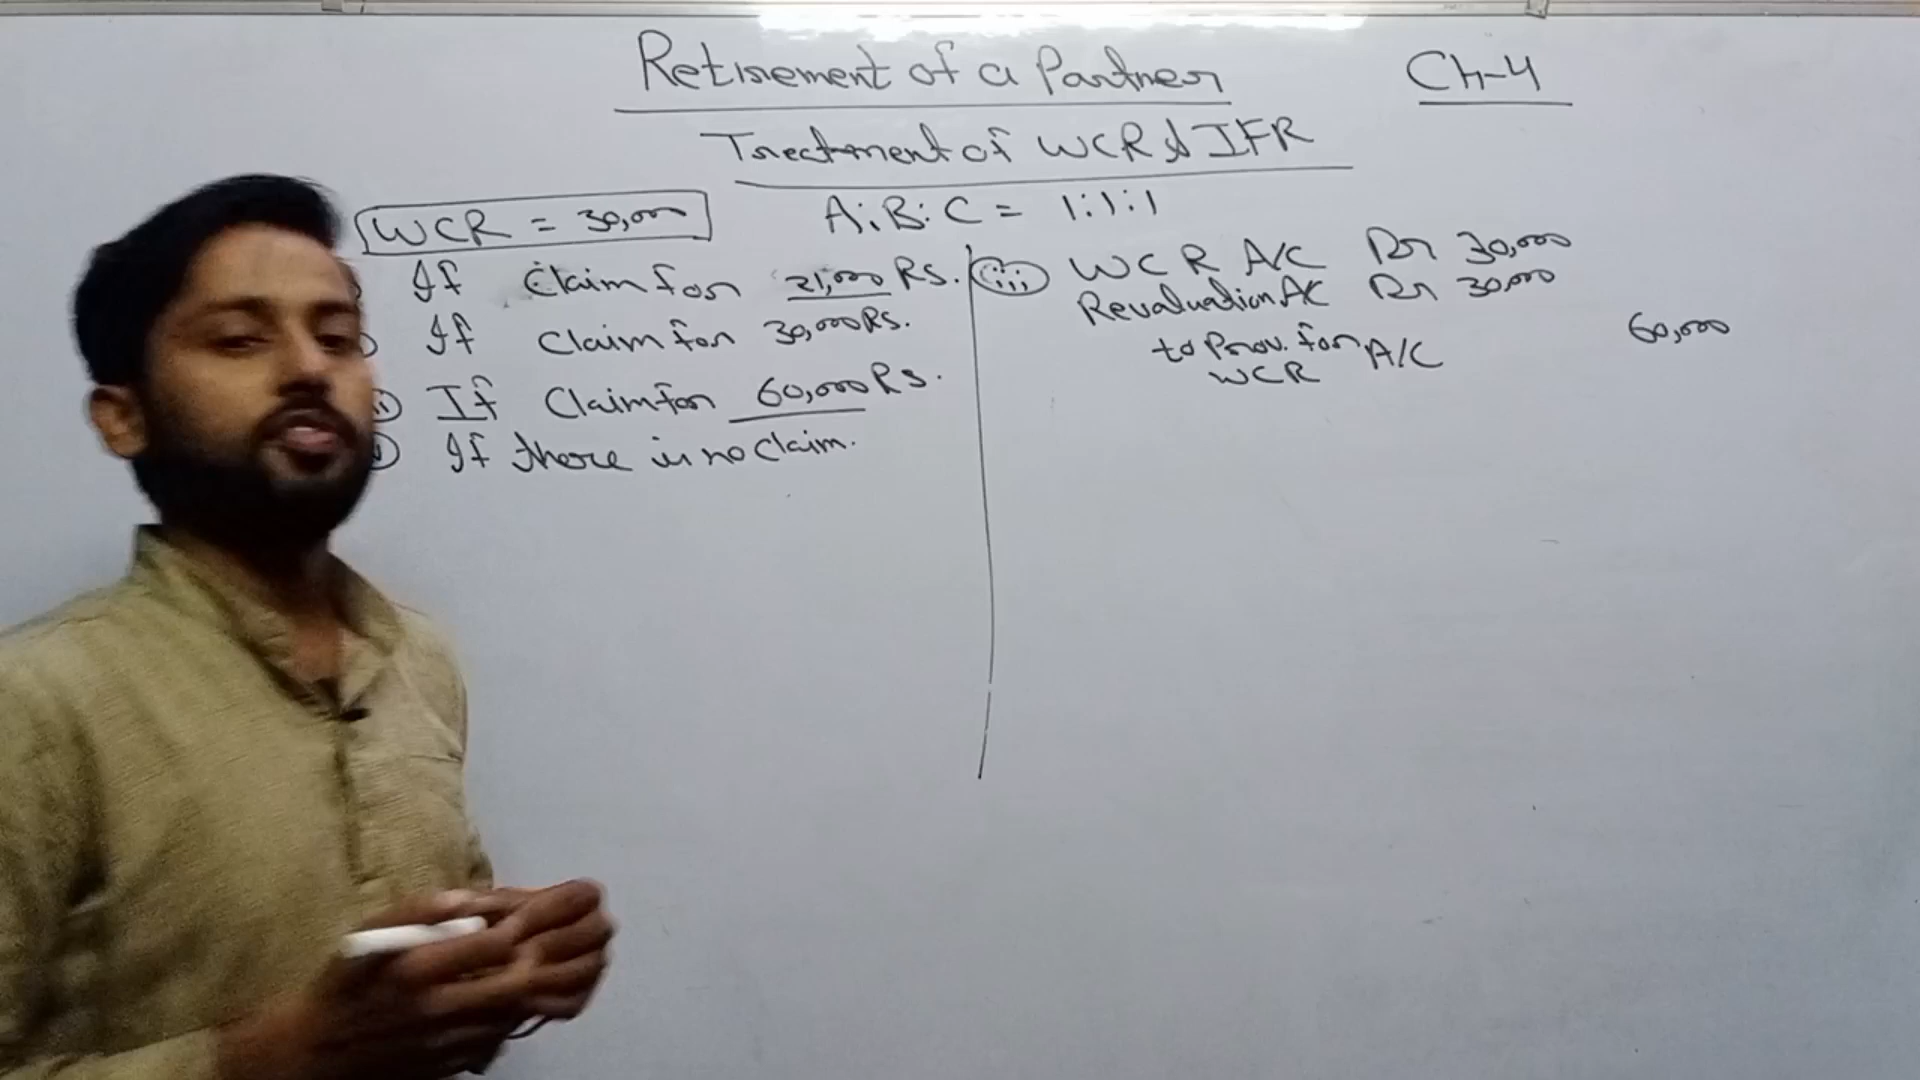 Retirement of a Partner
Ch-4
Treatment of WCR & IFR
WCR = 30,000
A:B:C = 1:1:1
If Claim for 21,000 RS.
If Claim for 30,000 RS.
If Claim for 60,000 RS.
If there is no Claim.
(iii) WCR A/C Dr 30,000
Revaluation A/C Dr 30,000
to Prov. for WCR A/C 60,000